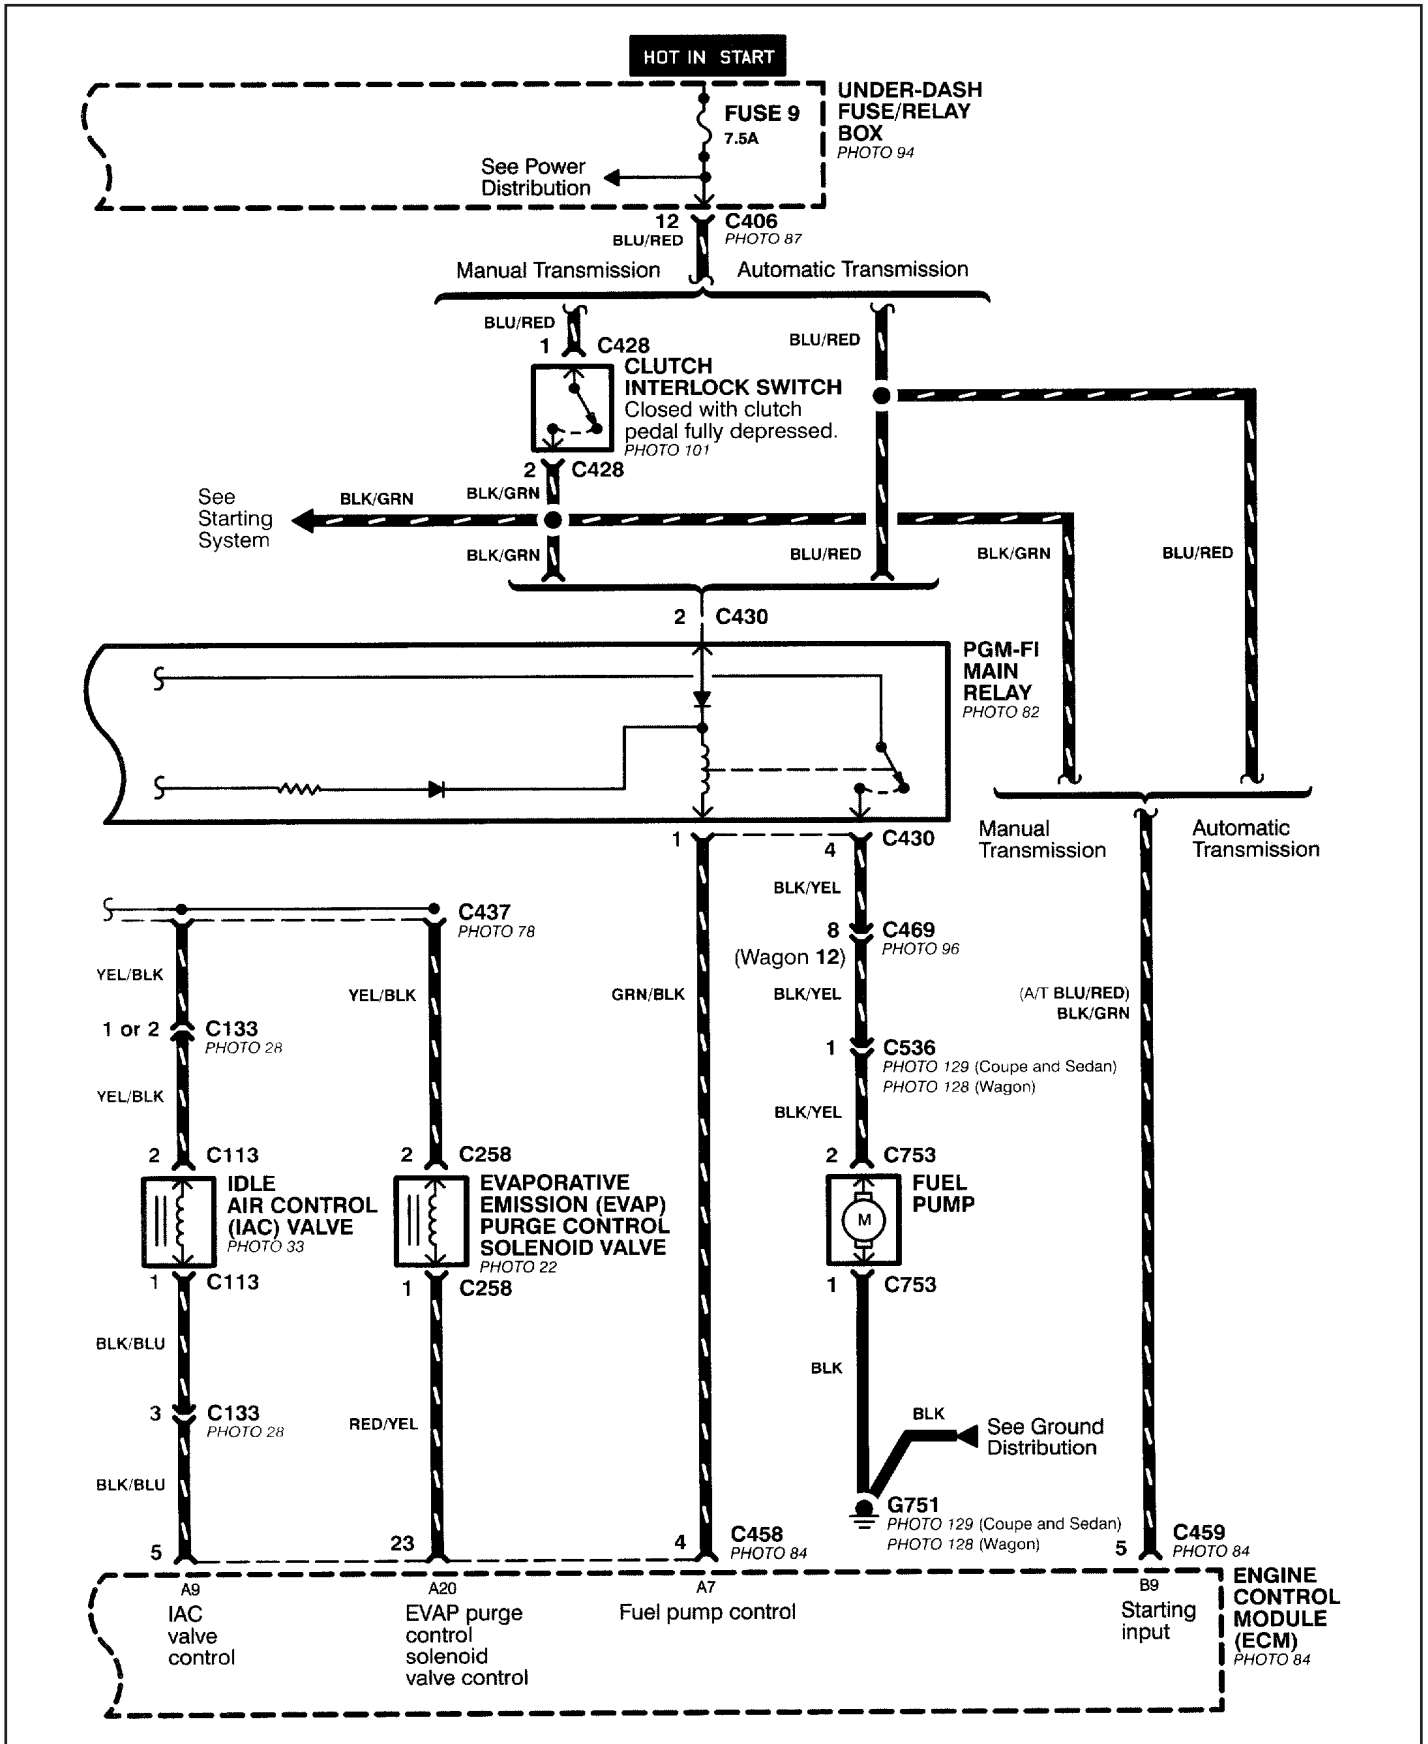 HOT IN START
UNDER-DASH
FUSE/RELAY
BOX
PHOTO 94
FUSE 9
7.5A
See Power
Distribution
12
C406
BLU/RED
PHOTO 87
Manual Transmission
Automatic Transmission
BLU/RED
BLU/RED
1
C428
CLUTCH
INTERLOCK SWITCH
Closed with clutch
pedal fully depressed.
PHOTO 101
2
C428
See
Starting
System
BLK/GRN
BLK/GRN
BLK/GRN
BLU/RED
BLK/GRN
BLU/RED
2
C430
PGM-FI
MAIN
RELAY
PHOTO 82
1
4
C430
Manual
Transmission
Automatic
Transmission
BLK/YEL
C437
PHOTO 78
8
C469
PHOTO 96
(Wagon 12)
YEL/BLK
YEL/BLK
GRN/BLK
BLK/YEL
(A/T BLU/RED)
BLK/GRN
1 or 2
C133
PHOTO 28
1
C536
PHOTO 129 (Coupe and Sedan)
PHOTO 128 (Wagon)
YEL/BLK
BLK/YEL
2
C113
2
C258
2
C753
IDLE
AIR CONTROL
(IAC) VALVE
PHOTO 33
EVAPORATIVE
EMISSION (EVAP)
PURGE CONTROL
SOLENOID VALVE
PHOTO 22
FUEL
PUMP
M
1
C113
1
C258
1
C753
BLK/BLU
BLK
3
C133
PHOTO 28
RED/YEL
BLK
See Ground
Distribution
BLK/BLU
G751
PHOTO 129 (Coupe and Sedan)
PHOTO 128 (Wagon)
5
23
4
C458
PHOTO 84
5
C459
PHOTO 84
A9
A20
A7
B9
ENGINE
CONTROL
MODULE
(ECM)
PHOTO 84
IAC
valve
control
EVAP purge
control
solenoid
valve control
Fuel pump control
Starting
input